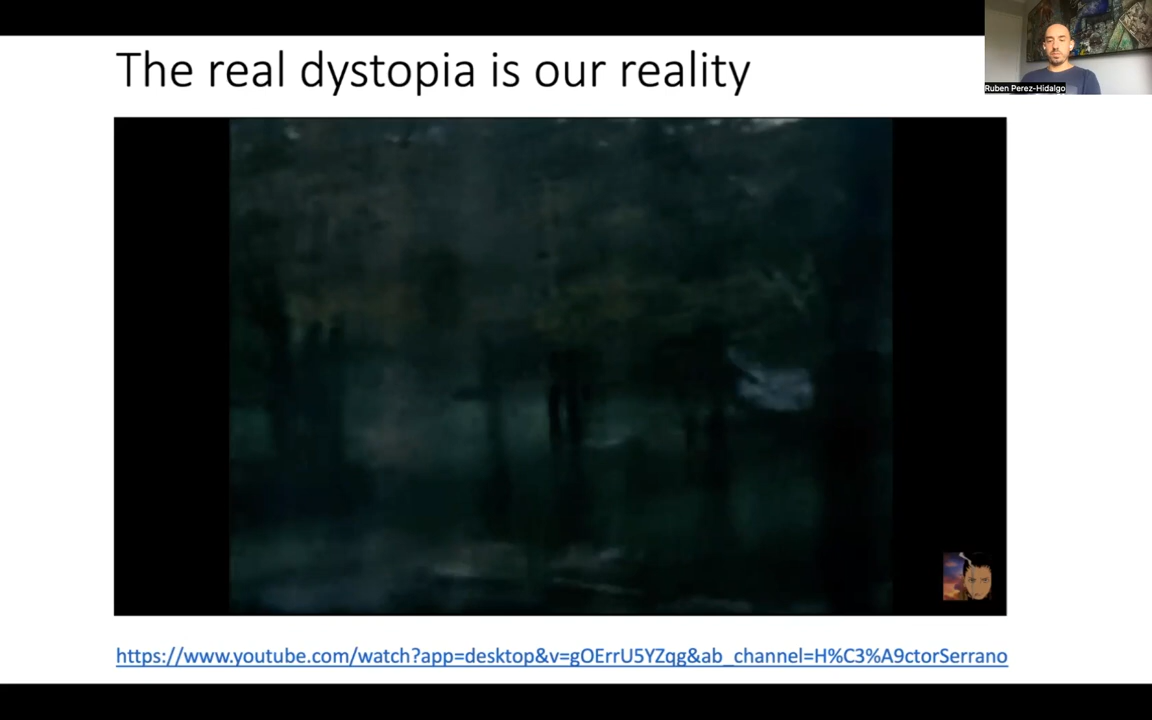 The real dystopia is our reality
Ruben Perez-Hidalgo
https://www.youtube.com/watch?app=desktop&v=gOErrU5YZqg&ab_channel=H%C3%A9ctorSerrano